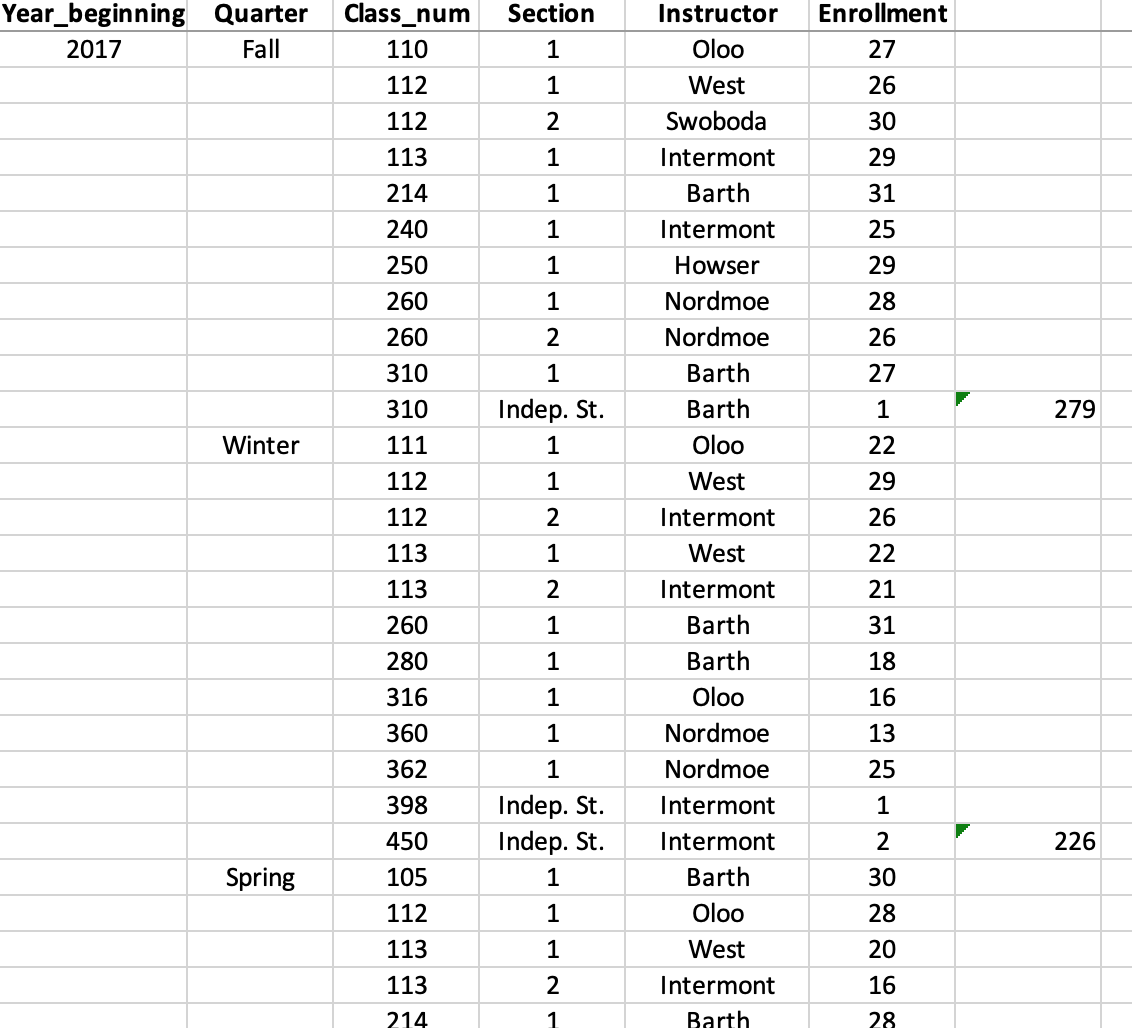 Year_beginning Quarter Class_num Section Instructor Enrollment
2017 Fall 110 1 Oloo 27
112 1 West 26
112 2 Swoboda 30
113 1 Intermont 29
214 1 Barth 31
240 1 Intermont 25
250 1 Howser 29
260 1 Nordmoe 28
260 2 Nordmoe 26
310 1 Barth 27
310 Indep. St. Barth 1 279
Winter 111 1 Oloo 22
112 1 West 29
112 2 Intermont 26
113 1 West 22
113 2 Intermont 21
260 1 Barth 31
280 1 Barth 18
316 1 Oloo 16
360 1 Nordmoe 13
362 1 Nordmoe 25
398 Indep. St. Intermont 1
450 Indep. St. Intermont 2 226
Spring 105 1 Barth 30
112 1 Oloo 28
113 1 West 20
113 2 Intermont 16
214 1 Barth 28